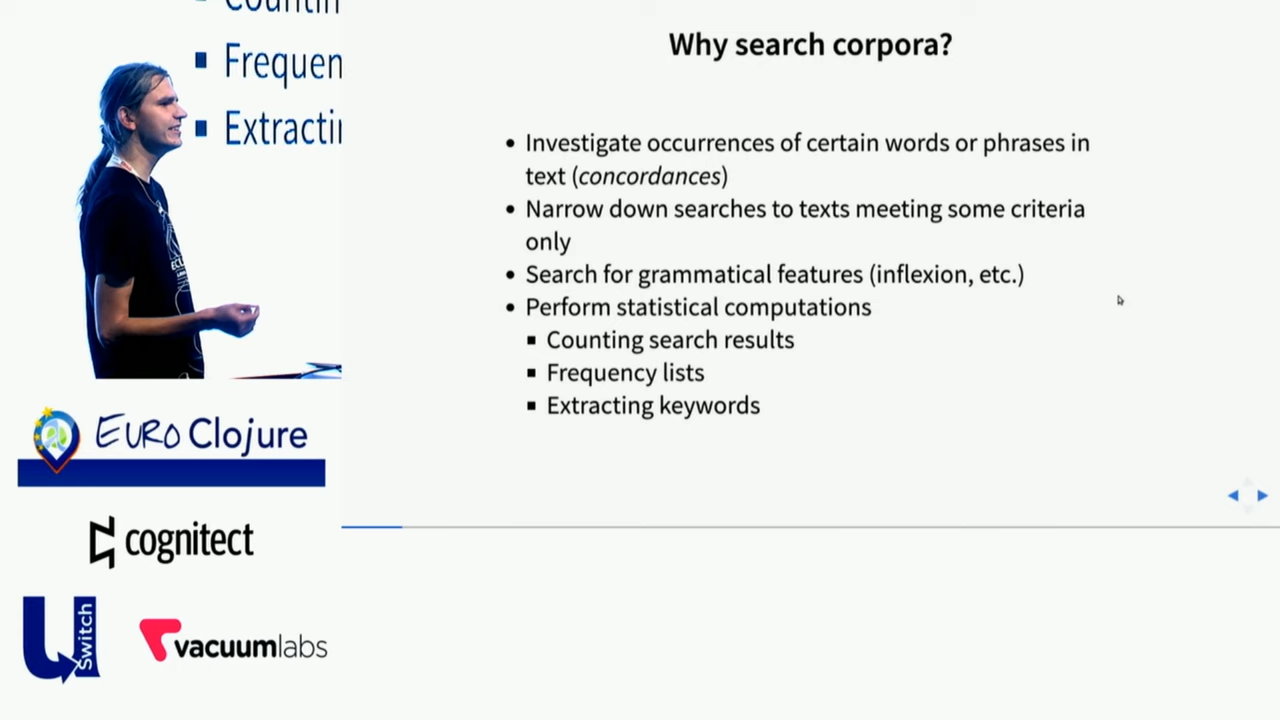 Countin
Frequen
Extractin
Why search corpora?
Investigate occurrences of certain words or phrases in
text (concordances)
Narrow down searches to texts meeting some criteria
only
Search for grammatical features (inflexion, etc.)
Perform statistical computations
Counting search results
Frequency lists
Extracting keywords
EURO Clojure
cognitect
U Switch
vacuumlabs